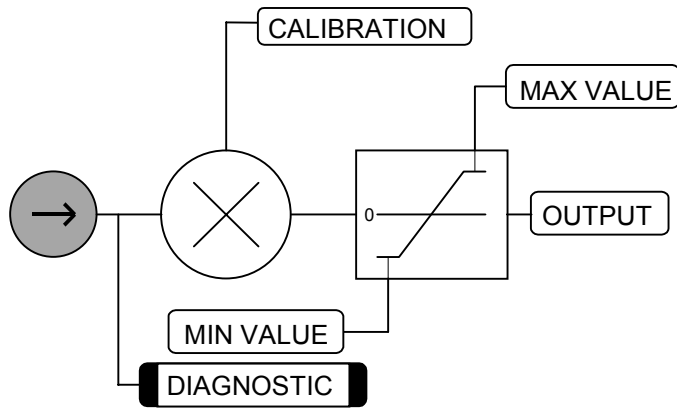 CALIBRATION
MAX VALUE
0
OUTPUT
MIN VALUE
DIAGNOSTIC